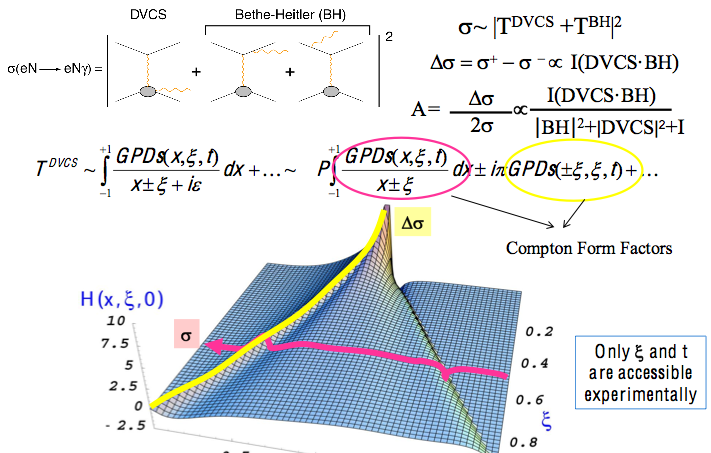 DVCS
Bethe-Heitler (BH)
σ(eN → eNγ) = | + + |²
σ~ |Tᴰⱽᶜˢ +Tᴮᴴ|²
Δσ = σ⁺ – σ ⁻∝ I(DVCS·BH)
A = Δσ/2σ ∝ I(DVCS·BH)/|BH|²+|DVCS|²+I
T ᴰⱽᶜˢ ~ ∫₋₁⁺¹ GPDs(x,ξ,t)/x±ξ + iε dx + ... ~ P∫₋₁⁺¹ GPDs(x,ξ,t)/x±ξ dx ± iπGPDs(±ξ,ξ,t) + ...
Δσ
Compton Form Factors
H(x,ξ,0)
10
7.5
5
2.5
0
-2.5
σ
0.2
0.4
0.6
0.8
ξ
Only ξ and t
are accessible
experimentally